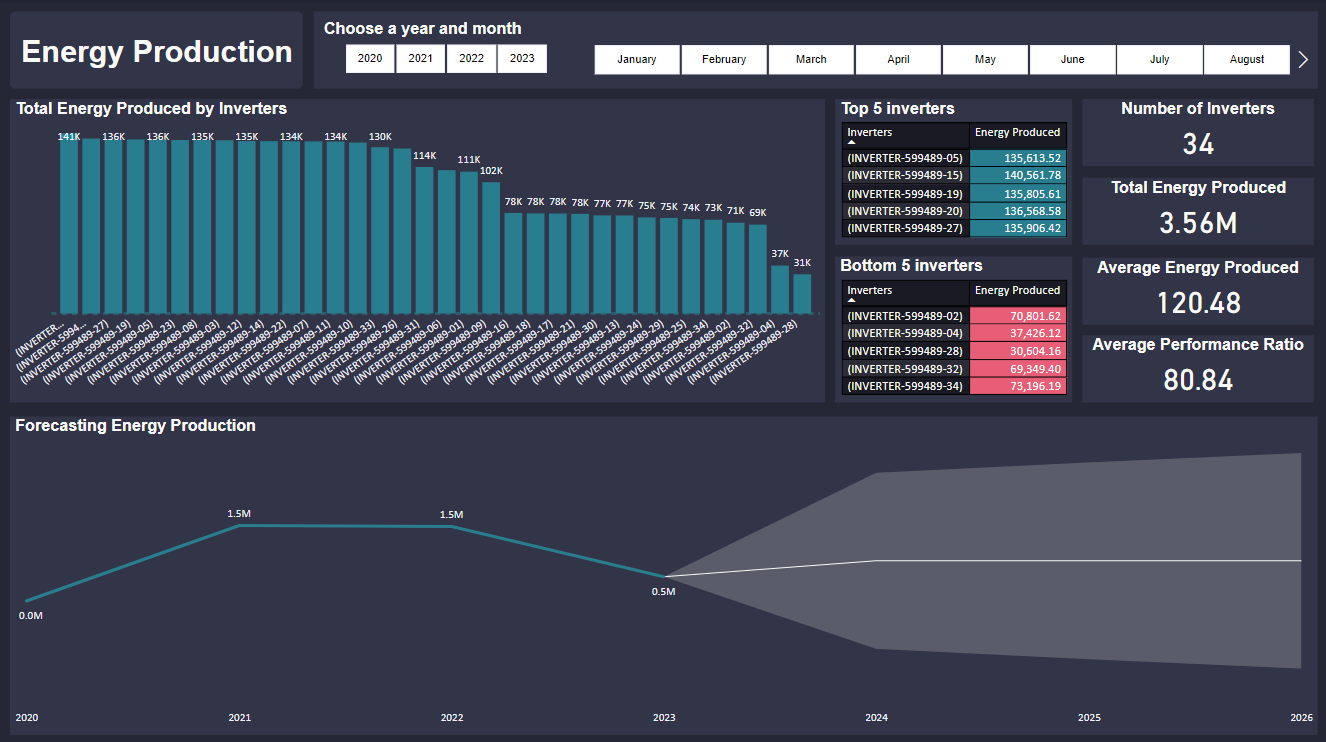 Energy Production
Choose a year and month
2020 2021 2022 2023
January February March April May June July August
Total Energy Produced by Inverters
141K 136K 136K 135K 135K 134K 134K 130K 114K 111K 102K 78K 78K 78K 78K 77K 77K 75K 75K 74K 73K 71K 69K 37K 31K
(INVERTER...
(INVERTER-5994...
(INVERTER-599489-27)
(INVERTER-599489-19)
(INVERTER-599489-05)
(INVERTER-599489-23)
(INVERTER-599489-08)
(INVERTER-599489-03)
(INVERTER-599489-12)
(INVERTER-599489-14)
(INVERTER-599489-22)
(INVERTER-599489-07)
(INVERTER-599489-11)
(INVERTER-599489-10)
(INVERTER-599489-33)
(INVERTER-599489-26)
(INVERTER-599489-31)
(INVERTER-599489-06)
(INVERTER-599489-01)
(INVERTER-599489-09)
(INVERTER-599489-16)
(INVERTER-599489-18)
(INVERTER-599489-17)
(INVERTER-599489-21)
(INVERTER-599489-30)
(INVERTER-599489-13)
(INVERTER-599489-24)
(INVERTER-599489-29)
(INVERTER-599489-25)
(INVERTER-599489-34)
(INVERTER-599489-02)
(INVERTER-599489-32)
(INVERTER-599489-04)
(INVERTER-599489-28)
Top 5 inverters
Inverters Energy Produced
(INVERTER-599489-05) 135,613.52
(INVERTER-599489-15) 140,561.78
(INVERTER-599489-19) 135,805.61
(INVERTER-599489-20) 136,568.58
(INVERTER-599489-27) 135,906.42
Bottom 5 inverters
Inverters Energy Produced
(INVERTER-599489-02) 70,801.62
(INVERTER-599489-04) 37,426.12
(INVERTER-599489-28) 30,604.16
(INVERTER-599489-32) 69,349.40
(INVERTER-599489-34) 73,196.19
Number of Inverters
34
Total Energy Produced
3.56M
Average Energy Produced
120.48
Average Performance Ratio
80.84
Forecasting Energy Production
0.0M 1.5M 1.5M 0.5M
2020 2021 2022 2023 2024 2025 2026